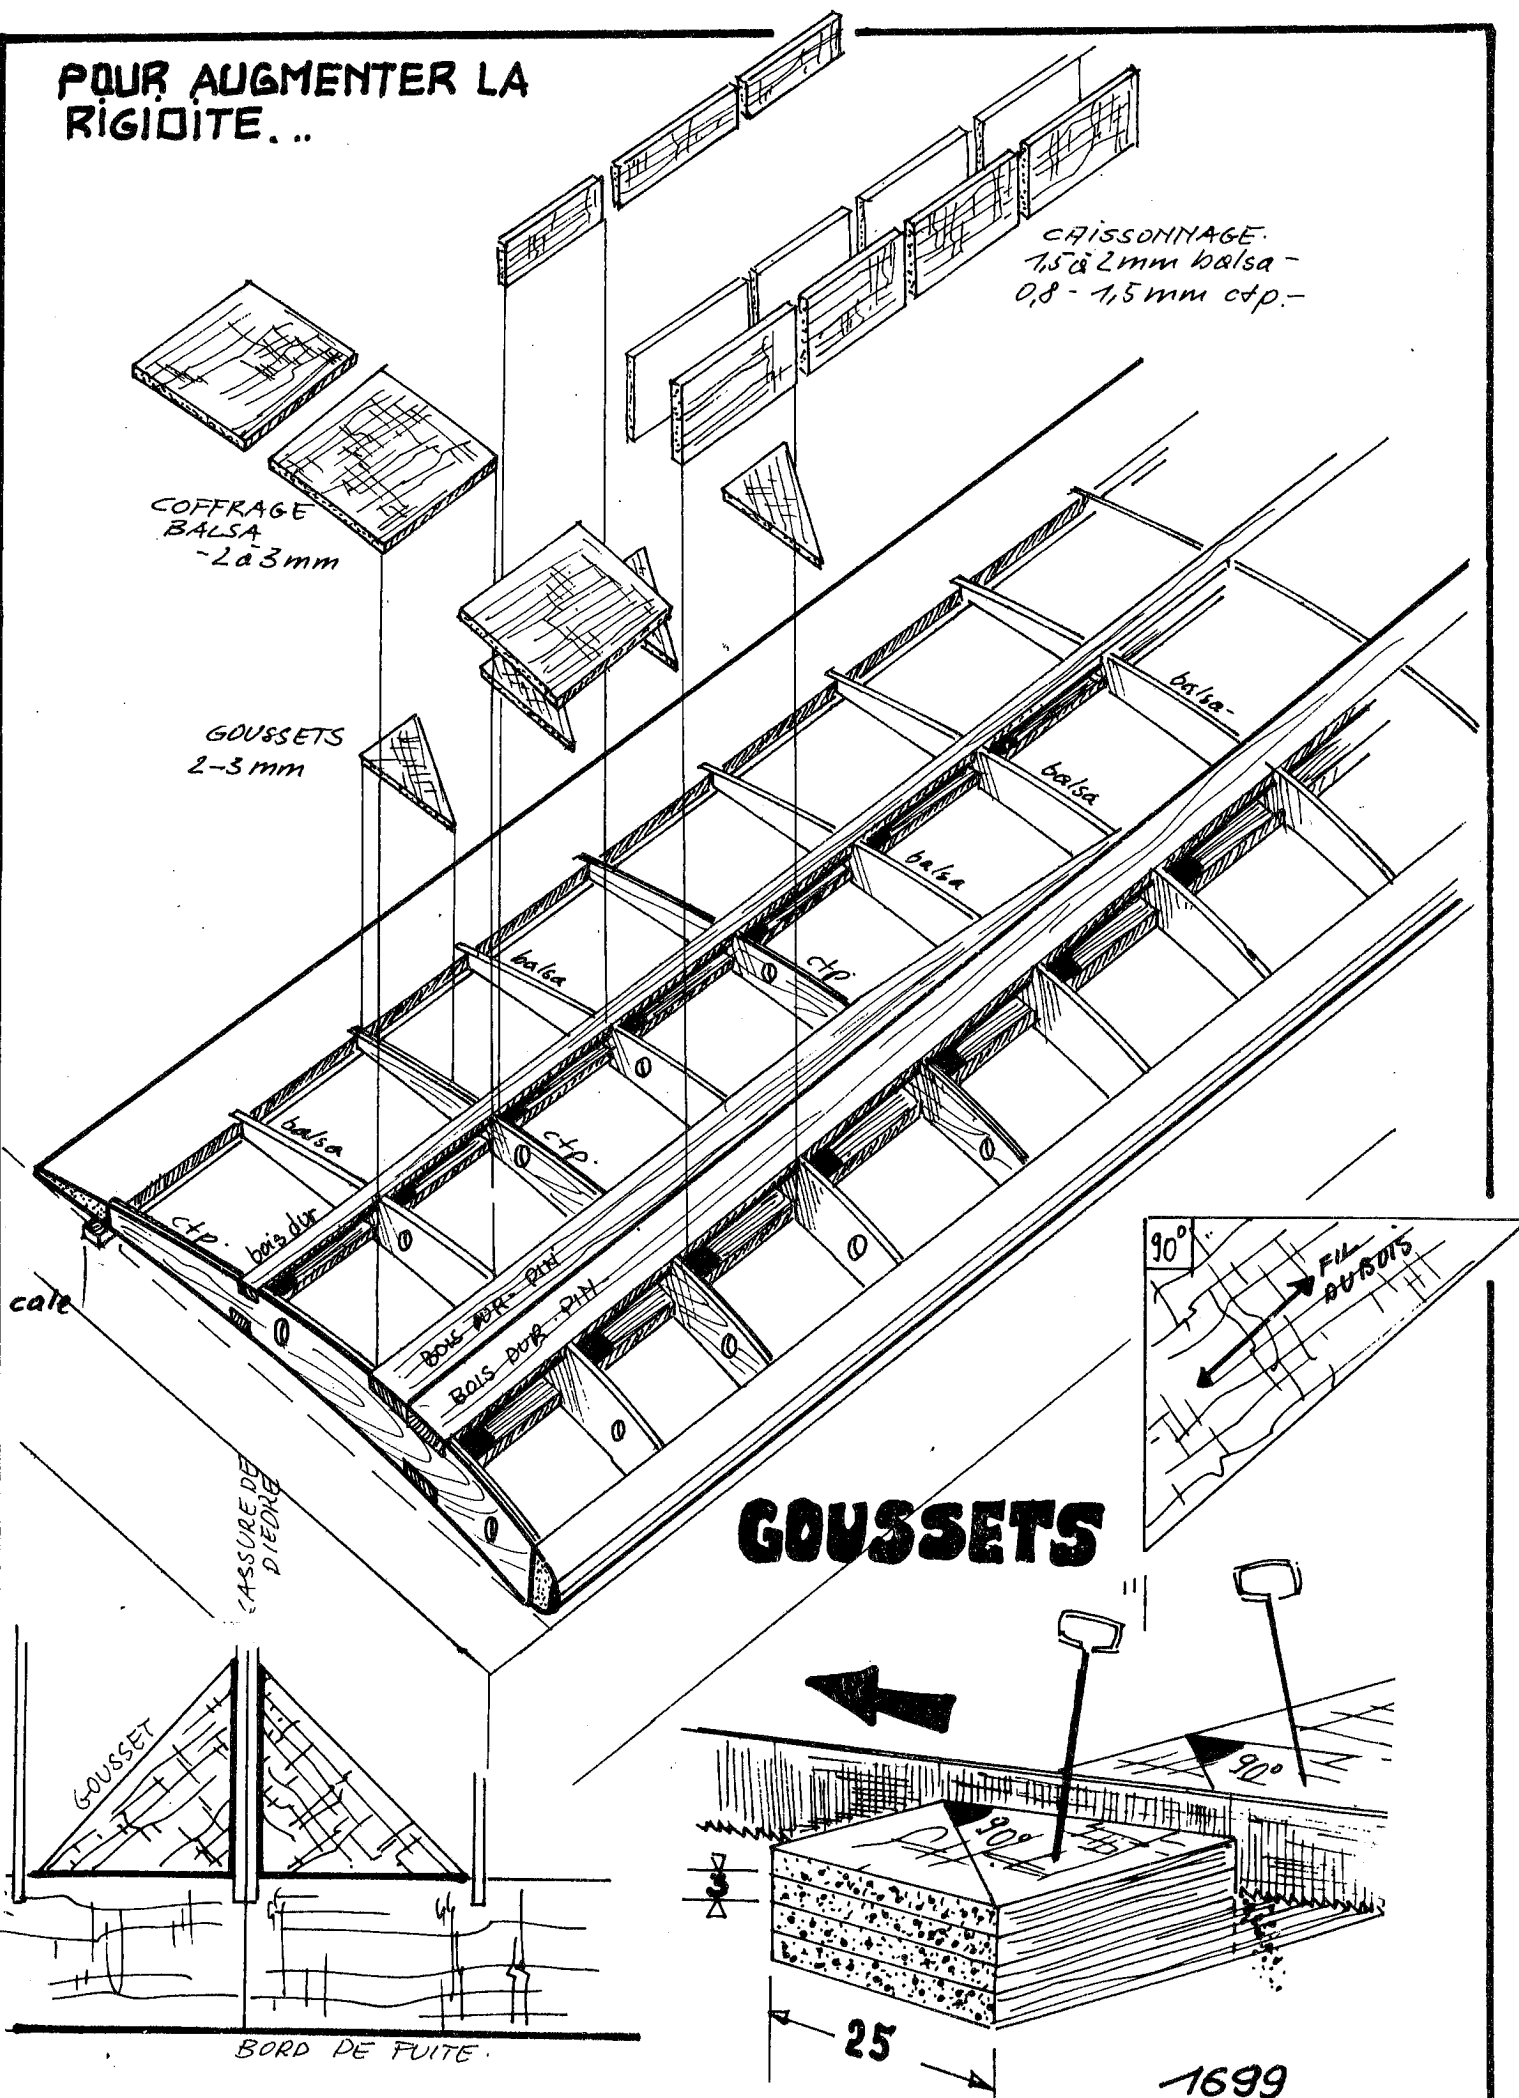 POUR AUGMENTER LA
RIGIDITE...
CAISSONNAGE.
1,5 à 2mm balsa -
0,8 - 1,5mm ctp.-
COFFRAGE
BALSA
- 2 à 3 mm
GOUSSETS
2-3 mm
balsa-
balsa
balsa
ctp.
balsa
ctp.
balsa
ctp.
bois dur
cale
BOIS DUR - PIN
BOIS DUR - PIN
90°
FIL
DU BOIS
CASSURE DE
DIEDRE
GOUSSETS
GOUSSET
90°
90°
3
25
BORD DE FUITE.
1699